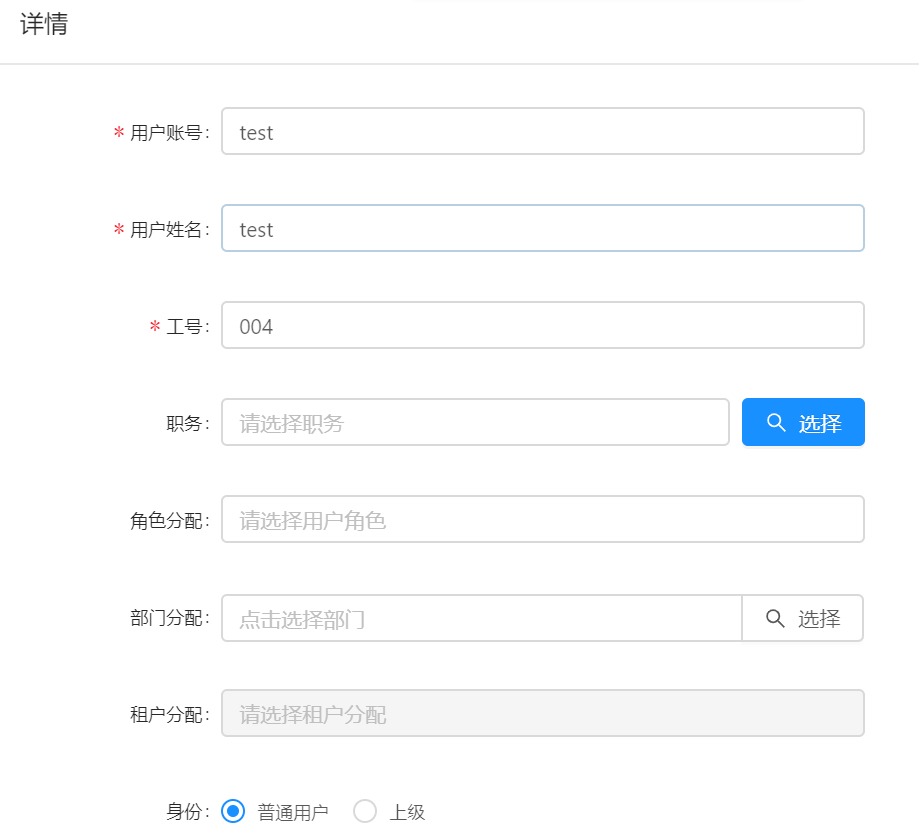 详情
* 用户账号: test
* 用户姓名: test
* 工号: 004
职务: 请选择职务 选择
角色分配: 请选择用户角色
部门分配: 点击选择部门 选择
租户分配: 请选择租户分配
身份: 普通用户 上级